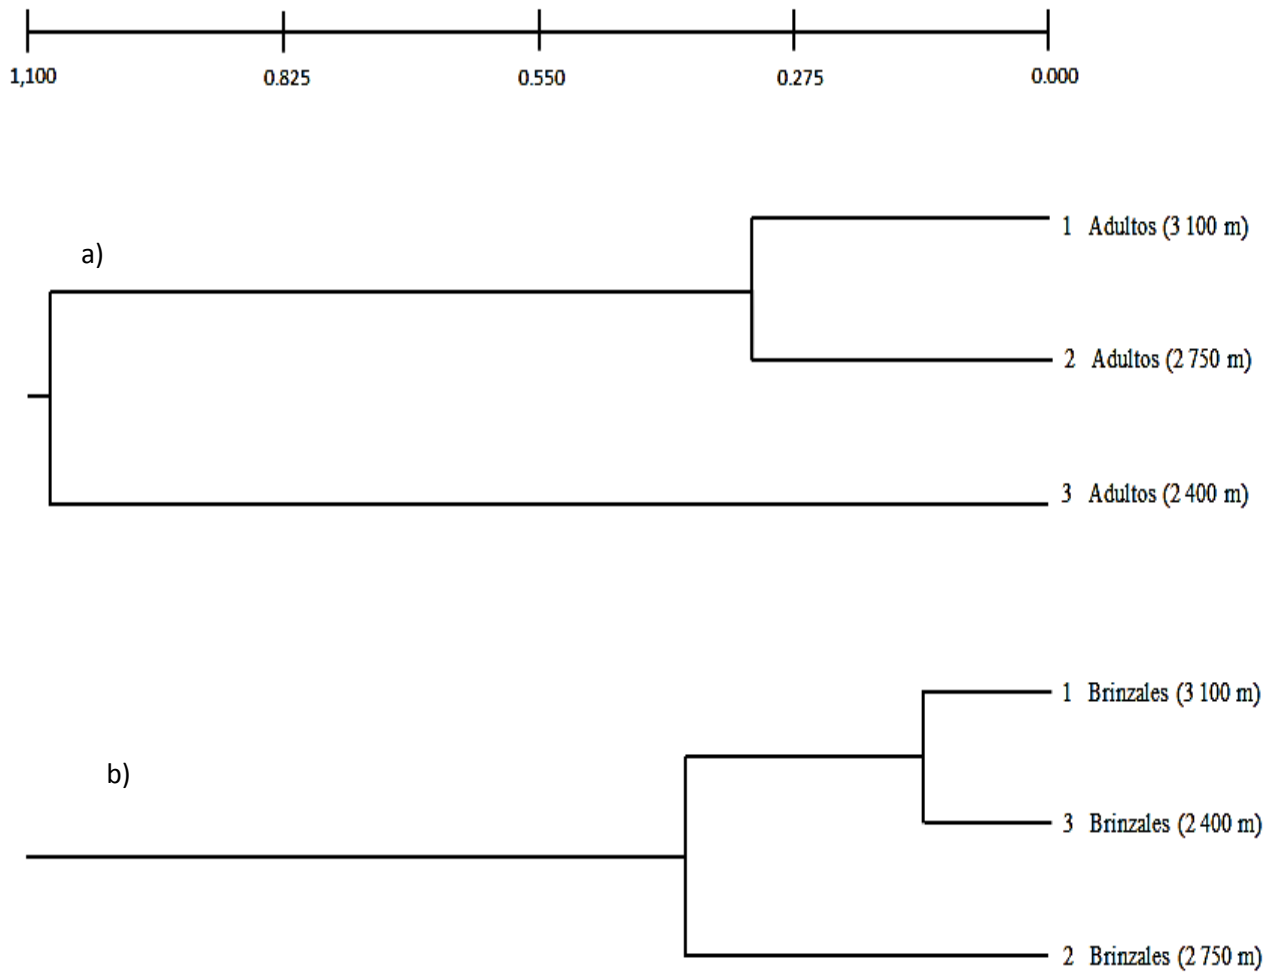 1,100 0.825 0.550 0.275 0.000
1 Adultos (3 100 m)
a)
2 Adultos (2 750 m)
3 Adultos (2 400 m)
1 Brinzales (3 100 m)
b)
3 Brinzales (2 400 m)
2 Brinzales (2 750 m)